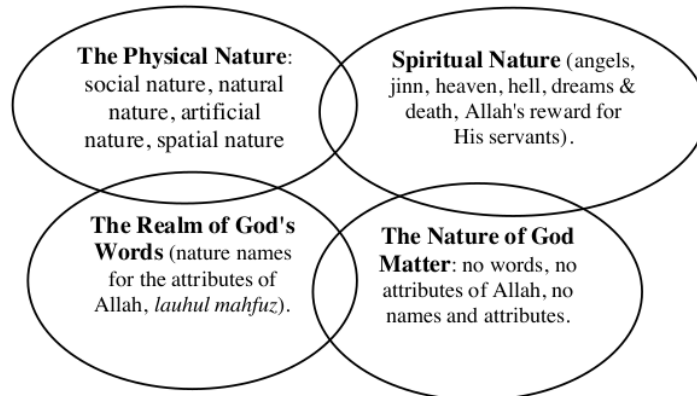 The Physical Nature:
social nature, natural
nature, artificial
nature, spatial nature
Spiritual Nature (angels,
jinn, heaven, hell, dreams &
death, Allah's reward for
His servants).
The Realm of God's
Words (nature names
for the attributes of
Allah, lauhul mahfuz).
The Nature of God
Matter: no words, no
attributes of Allah, no
names and attributes.